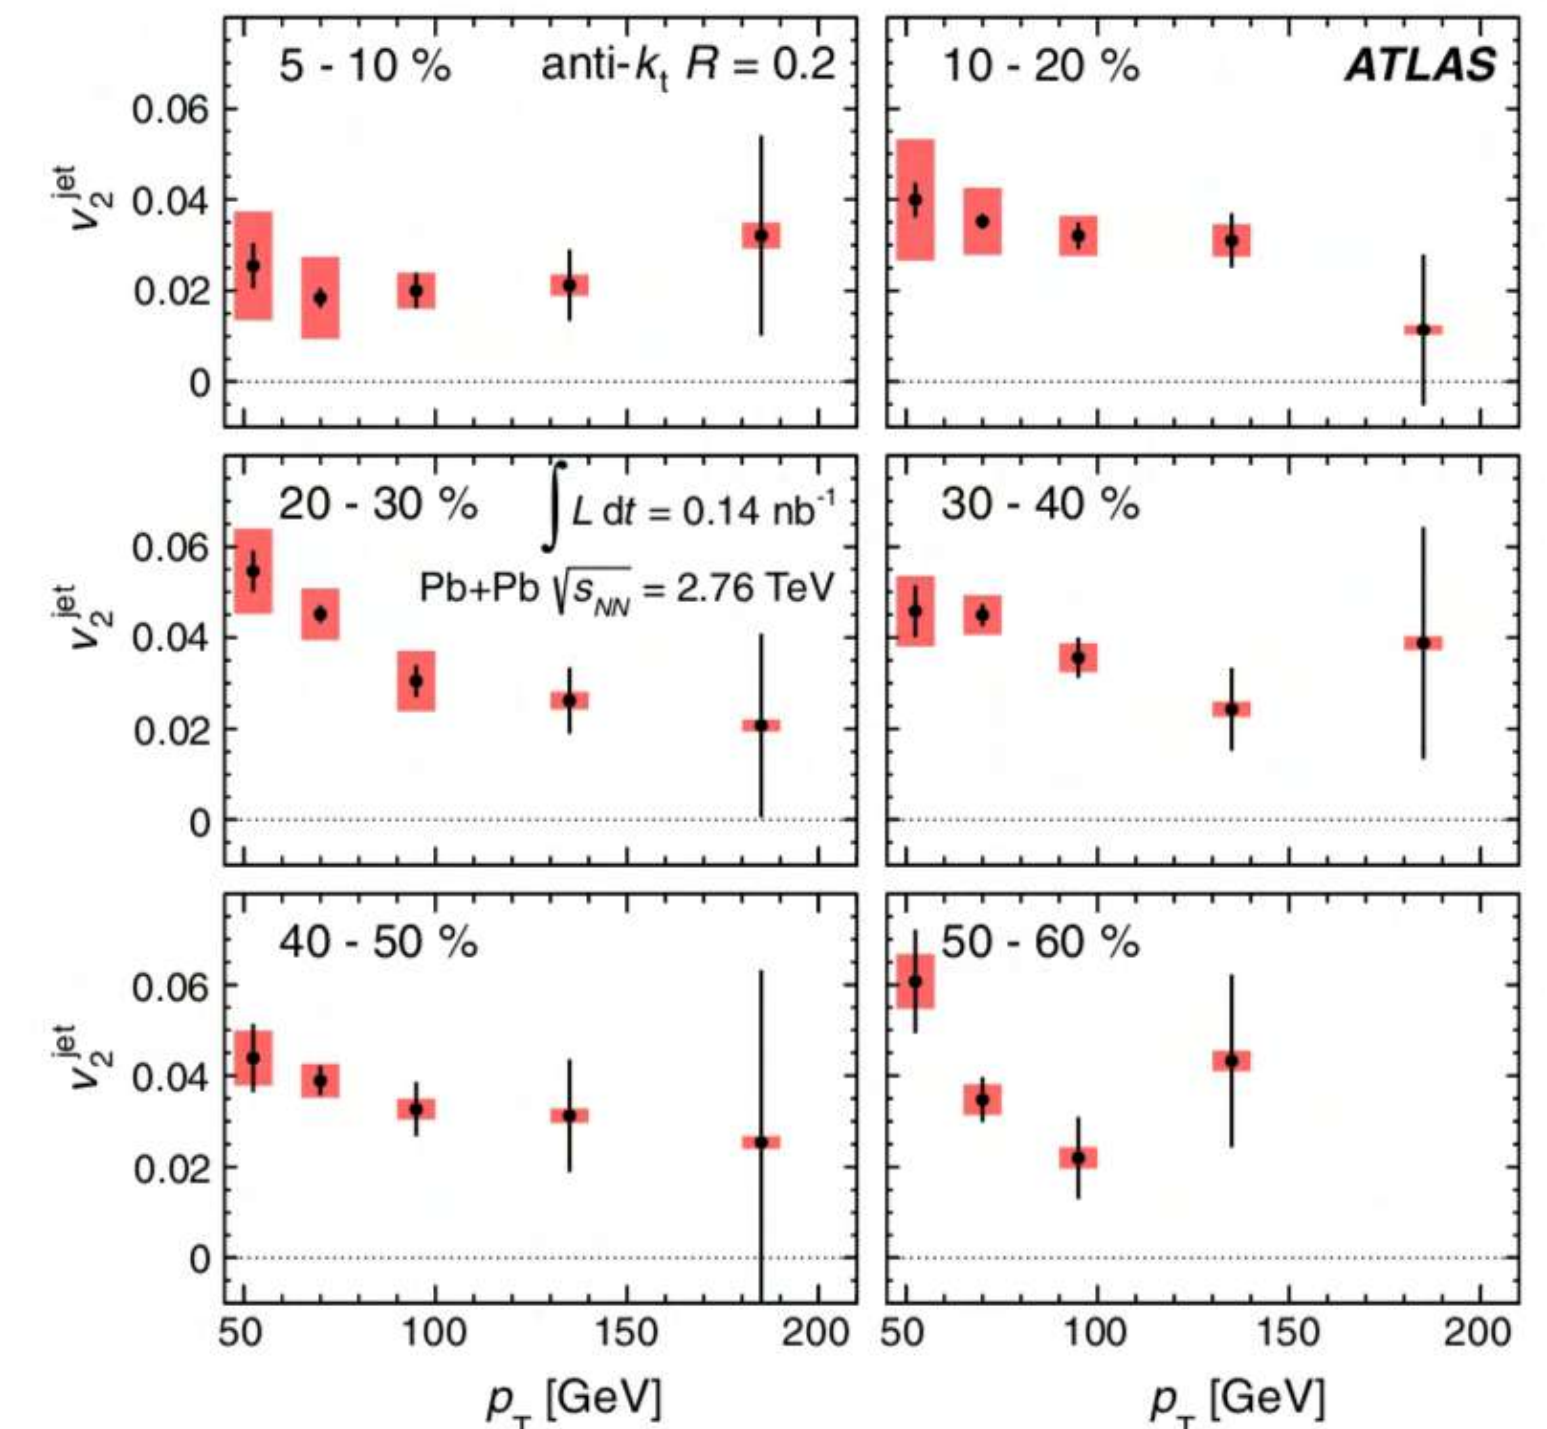 5 - 10 % anti-kₜ R = 0.2
0.06
0.04
0.02
0
v₂ʲᵉᵗ
10 - 20 % ATLAS
20 - 30 % ∫ L dt = 0.14 nb⁻¹
Pb+Pb √sNN = 2.76 TeV
0.06
0.04
0.02
0
v₂ʲᵉᵗ
30 - 40 %
40 - 50 %
0.06
0.04
0.02
0
v₂ʲᵉᵗ
50 - 60 %
50 100 150 200
50 100 150 200
pT [GeV]
pT [GeV]